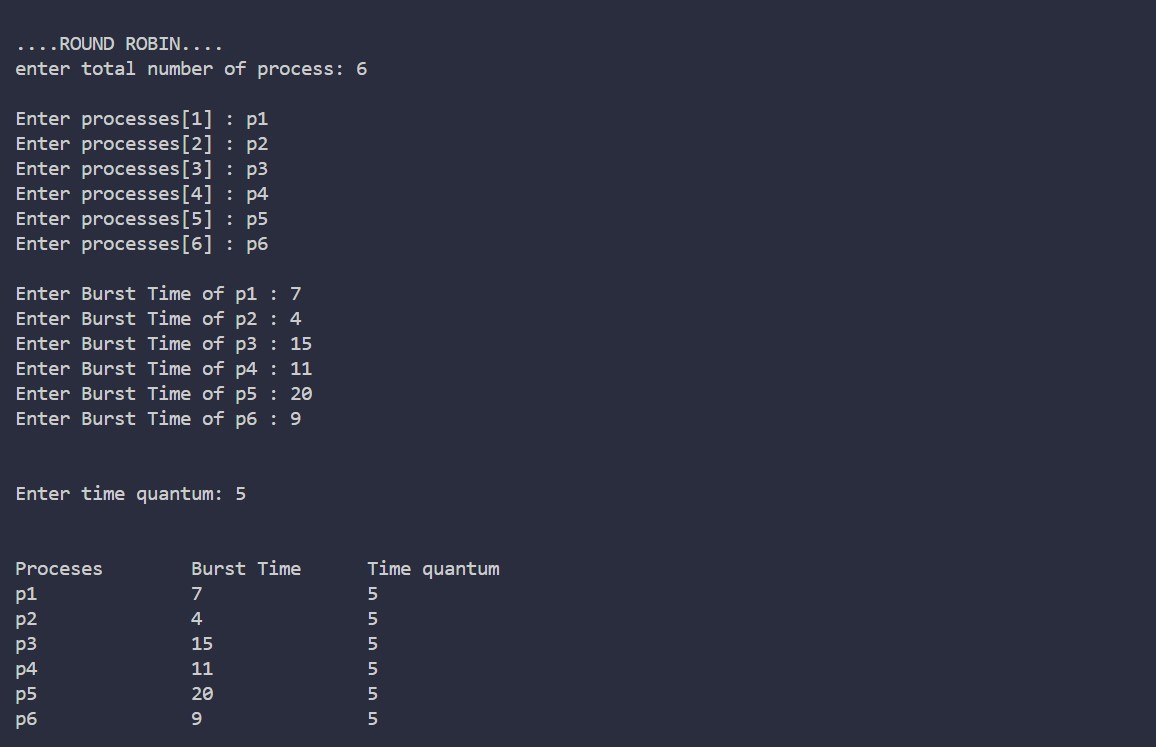 ....ROUND ROBIN....
enter total number of process: 6
Enter processes[1] : p1
Enter processes[2] : p2
Enter processes[3] : p3
Enter processes[4] : p4
Enter processes[5] : p5
Enter processes[6] : p6
Enter Burst Time of p1 : 7
Enter Burst Time of p2 : 4
Enter Burst Time of p3 : 15
Enter Burst Time of p4 : 11
Enter Burst Time of p5 : 20
Enter Burst Time of p6 : 9
Enter time quantum: 5
Proceses Burst Time Time quantum
p1 7 5
p2 4 5
p3 15 5
p4 11 5
p5 20 5
p6 9 5